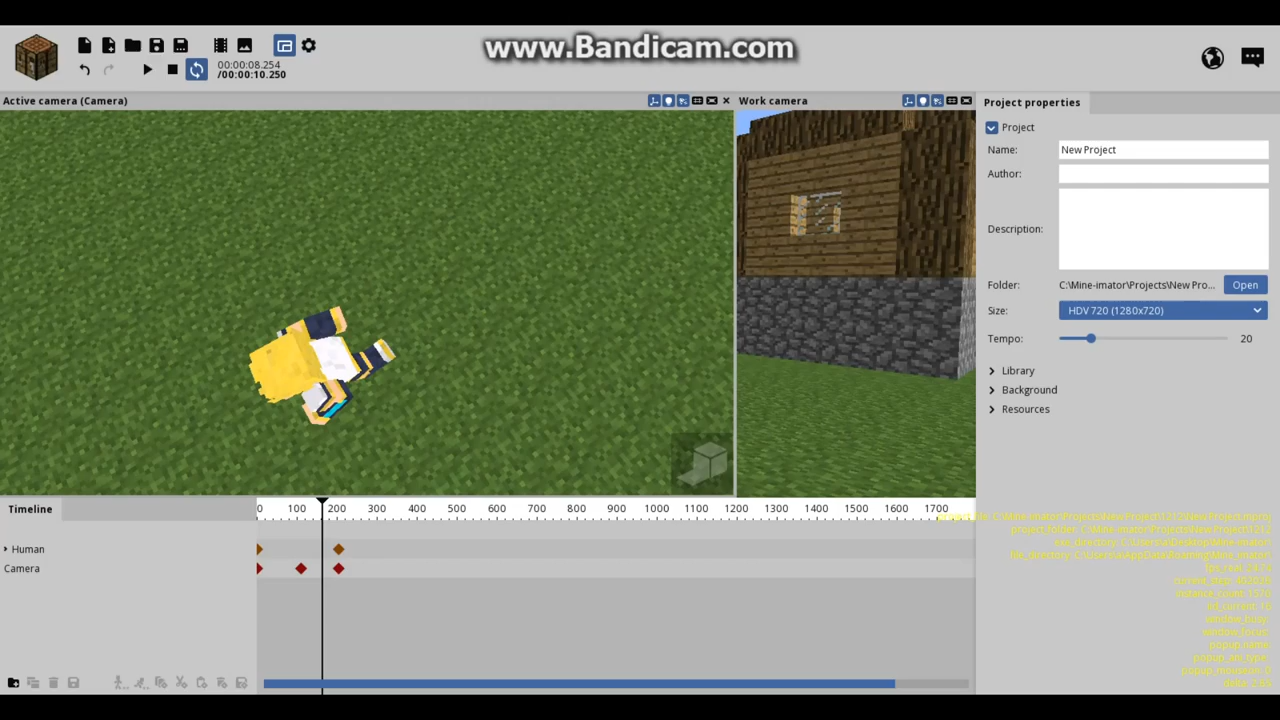 www.Bandicam.com
00:00:08.254
/00:00:10.250
Active camera (Camera)
Work camera
Project properties
Project
Name:
New Project
Author:
Description:
Folder:
C:\Mine-imator\Projects\New Pro...
Open
Size:
HDV 720 (1280x720)
Tempo:
20
Library
Background
Resources
Timeline
0 100 200 300 400 500 600 700 800 900 1000 1100 1200 1300 1400 1500 1600 1700
Human
Camera